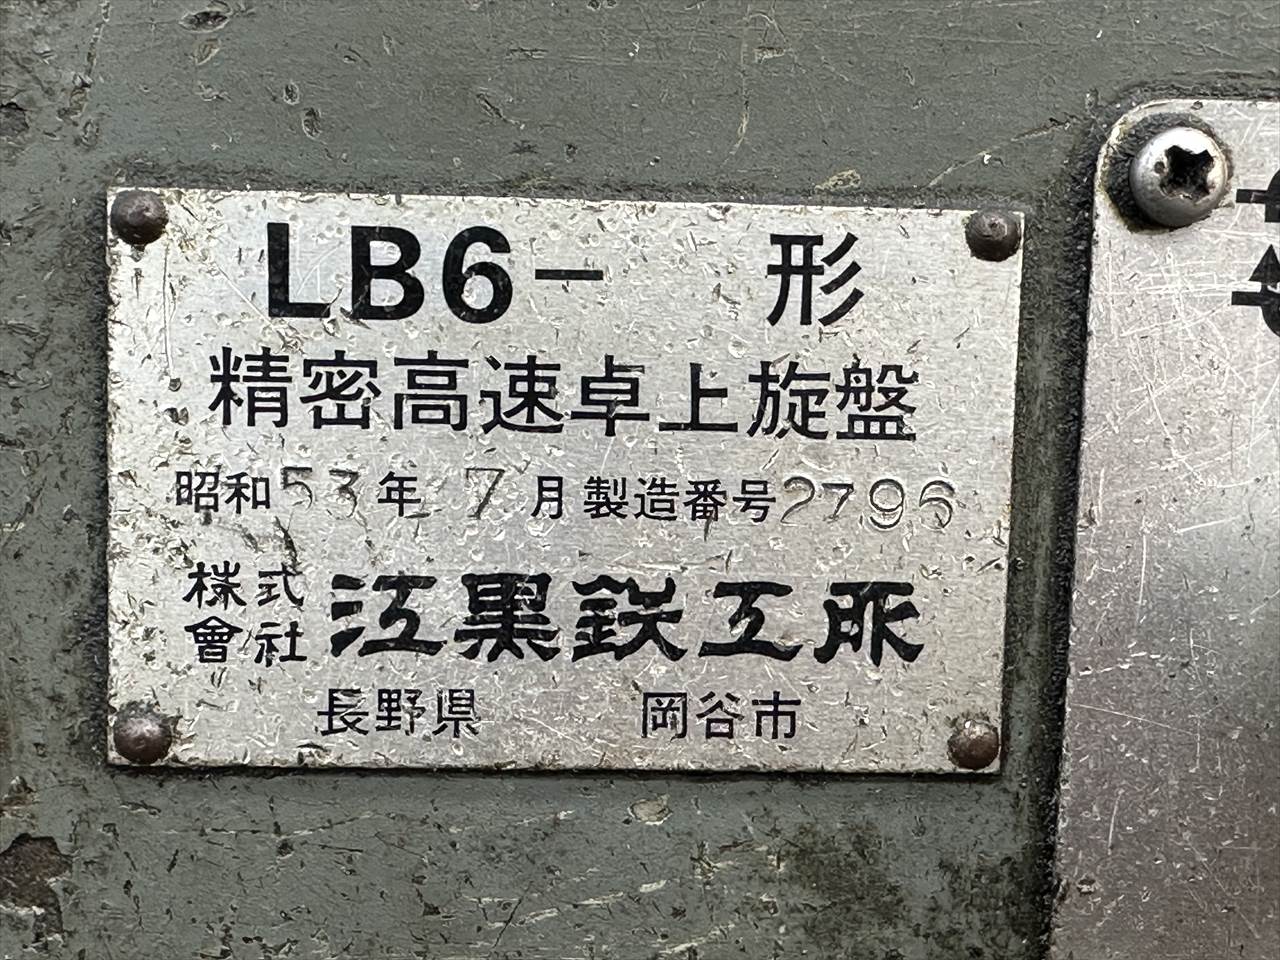 LB6- 形
精密高速卓上旋盤
昭和53年 7月 製造番号2796
株式會社 江黒鉄工所
長野県 岡谷市